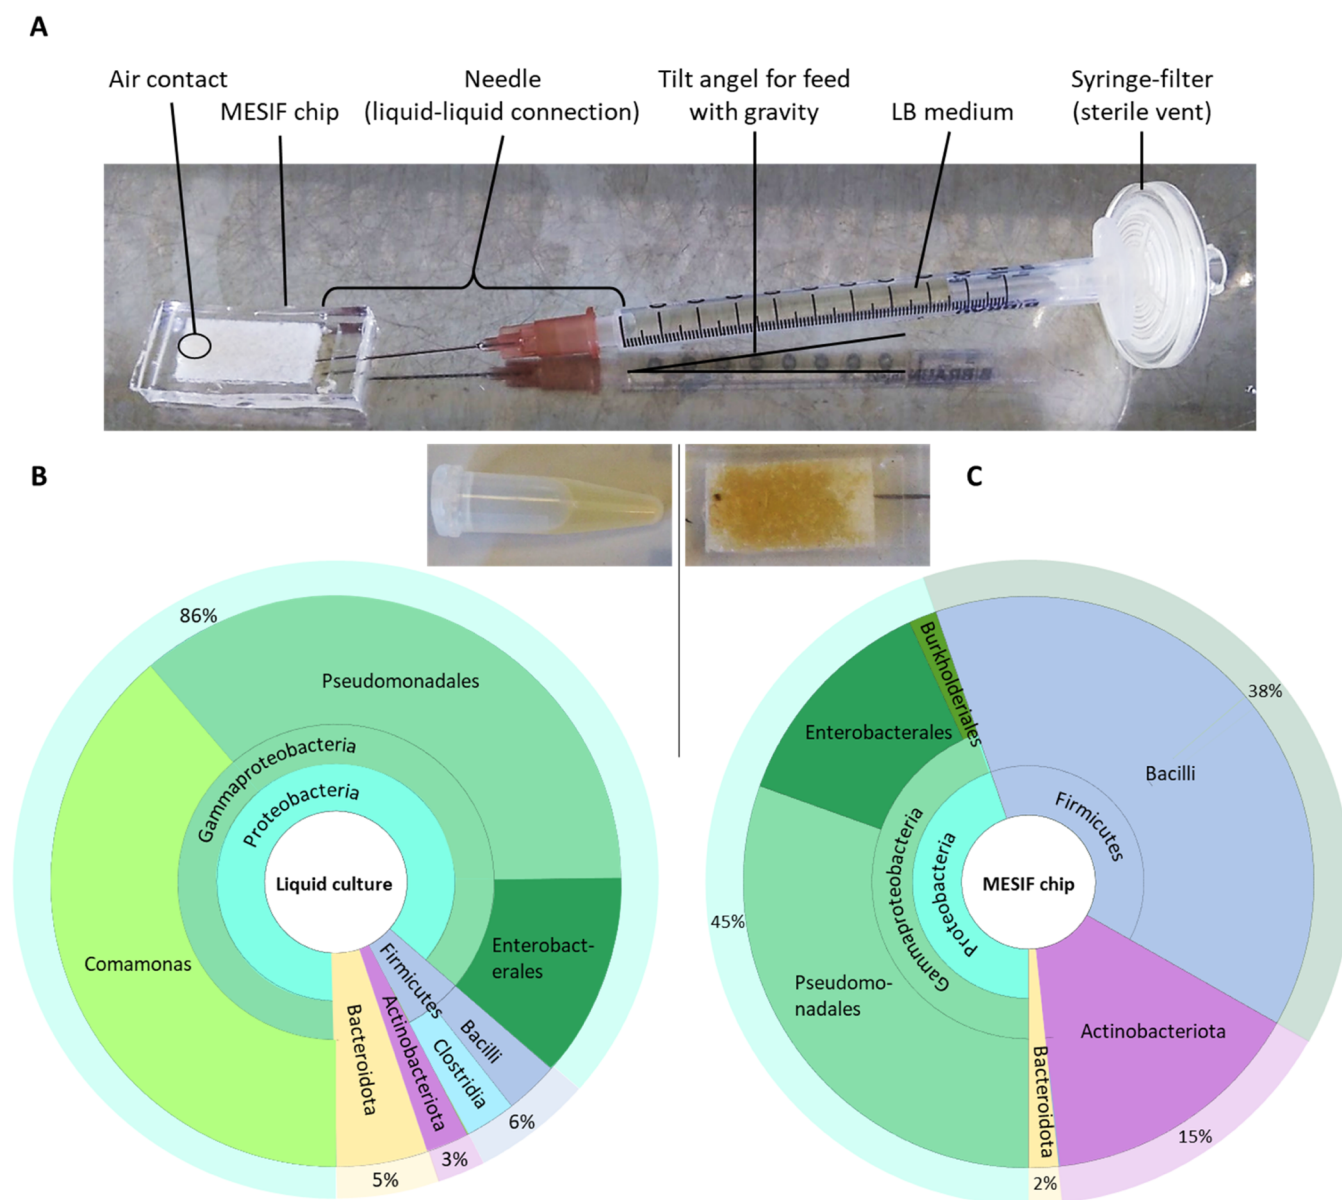 A
Air contact
MESIF chip
Needle
(liquid-liquid connection)
Tilt angel for feed
with gravity
LB medium
Syringe-filter
(sterile vent)
B
C
86%
Pseudomonadales
Gammaproteobacteria
Proteobacteria
Liquid culture
Comamonas
Enterobact-
erales
Firmicutes
Bacilli
Clostridia
Actinobacteriota
Bacteroidota
6%
3%
5%
Burkholderiales
Enterobacterales
38%
Bacilli
Firmicutes
Gammaproteobacteria
Proteobacteria
MESIF chip
45%
Pseudomo-
nadales
Actinobacteriota
Bacteroidota
15%
2%